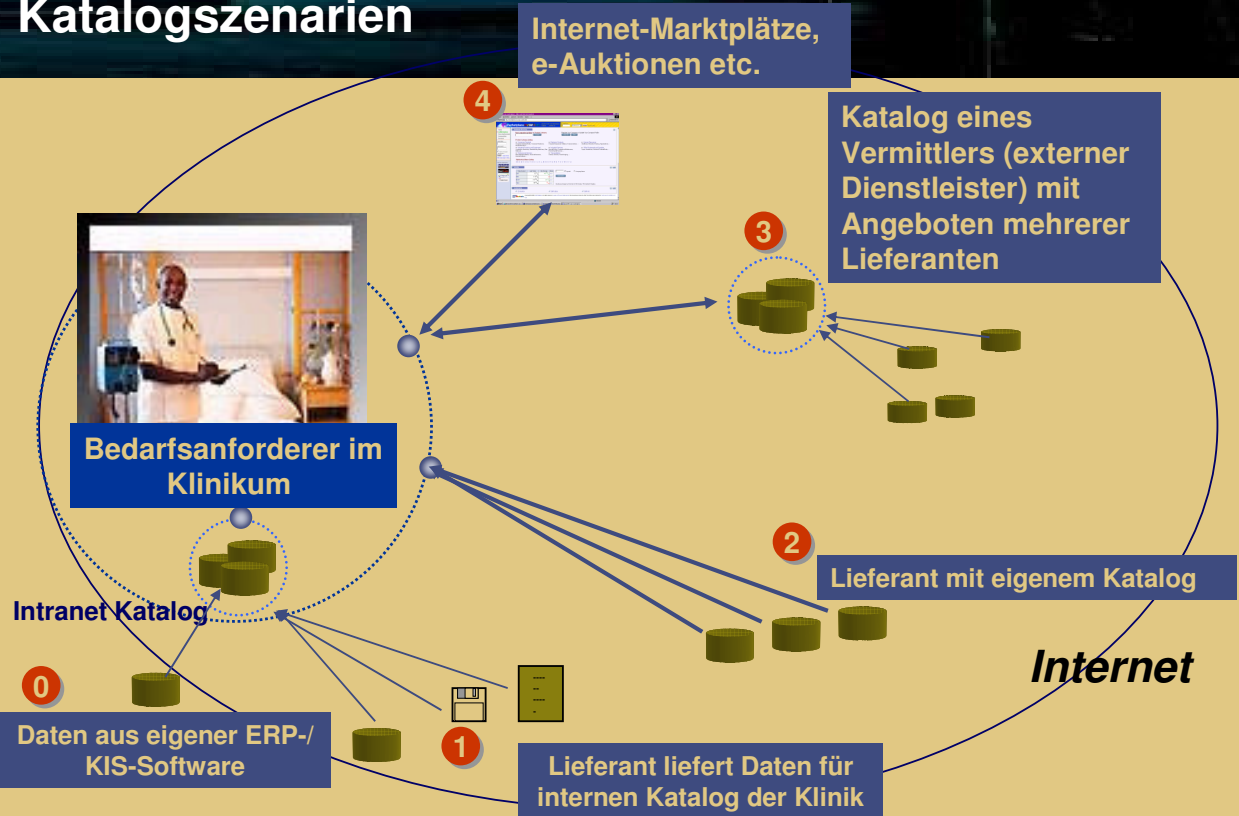 Katalogszenarien
Internet-Marktplätze,
e-Auktionen etc.
4
Katalog eines
Vermittlers (externer
Dienstleister) mit
Angeboten mehrerer
Lieferanten
3
Bedarfsanforderer im
Klinikum
2
Lieferant mit eigenem Katalog
Intranet Katalog
Internet
0
Daten aus eigener ERP-/
KIS-Software
1
Lieferant liefert Daten für
internen Katalog der Klinik